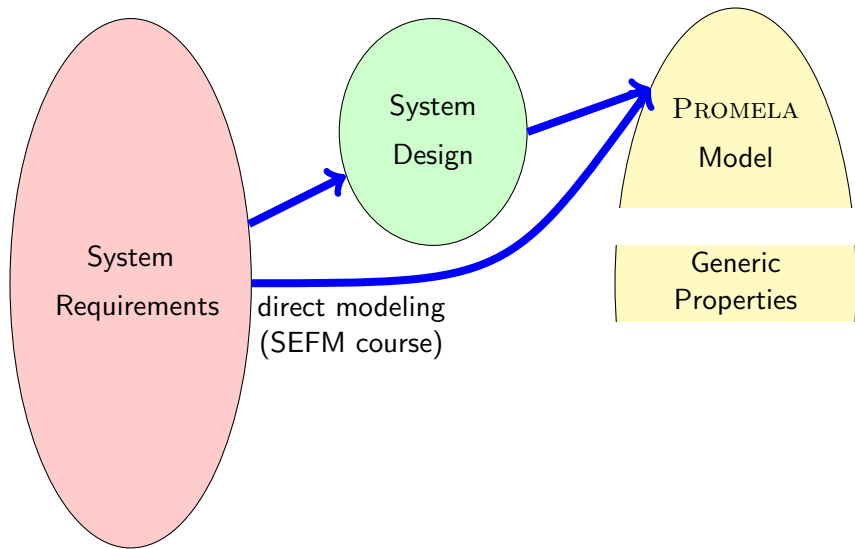 System
Requirements
System
Design
direct modeling
(SEFM course)
PROMELA
Model
Generic
Properties